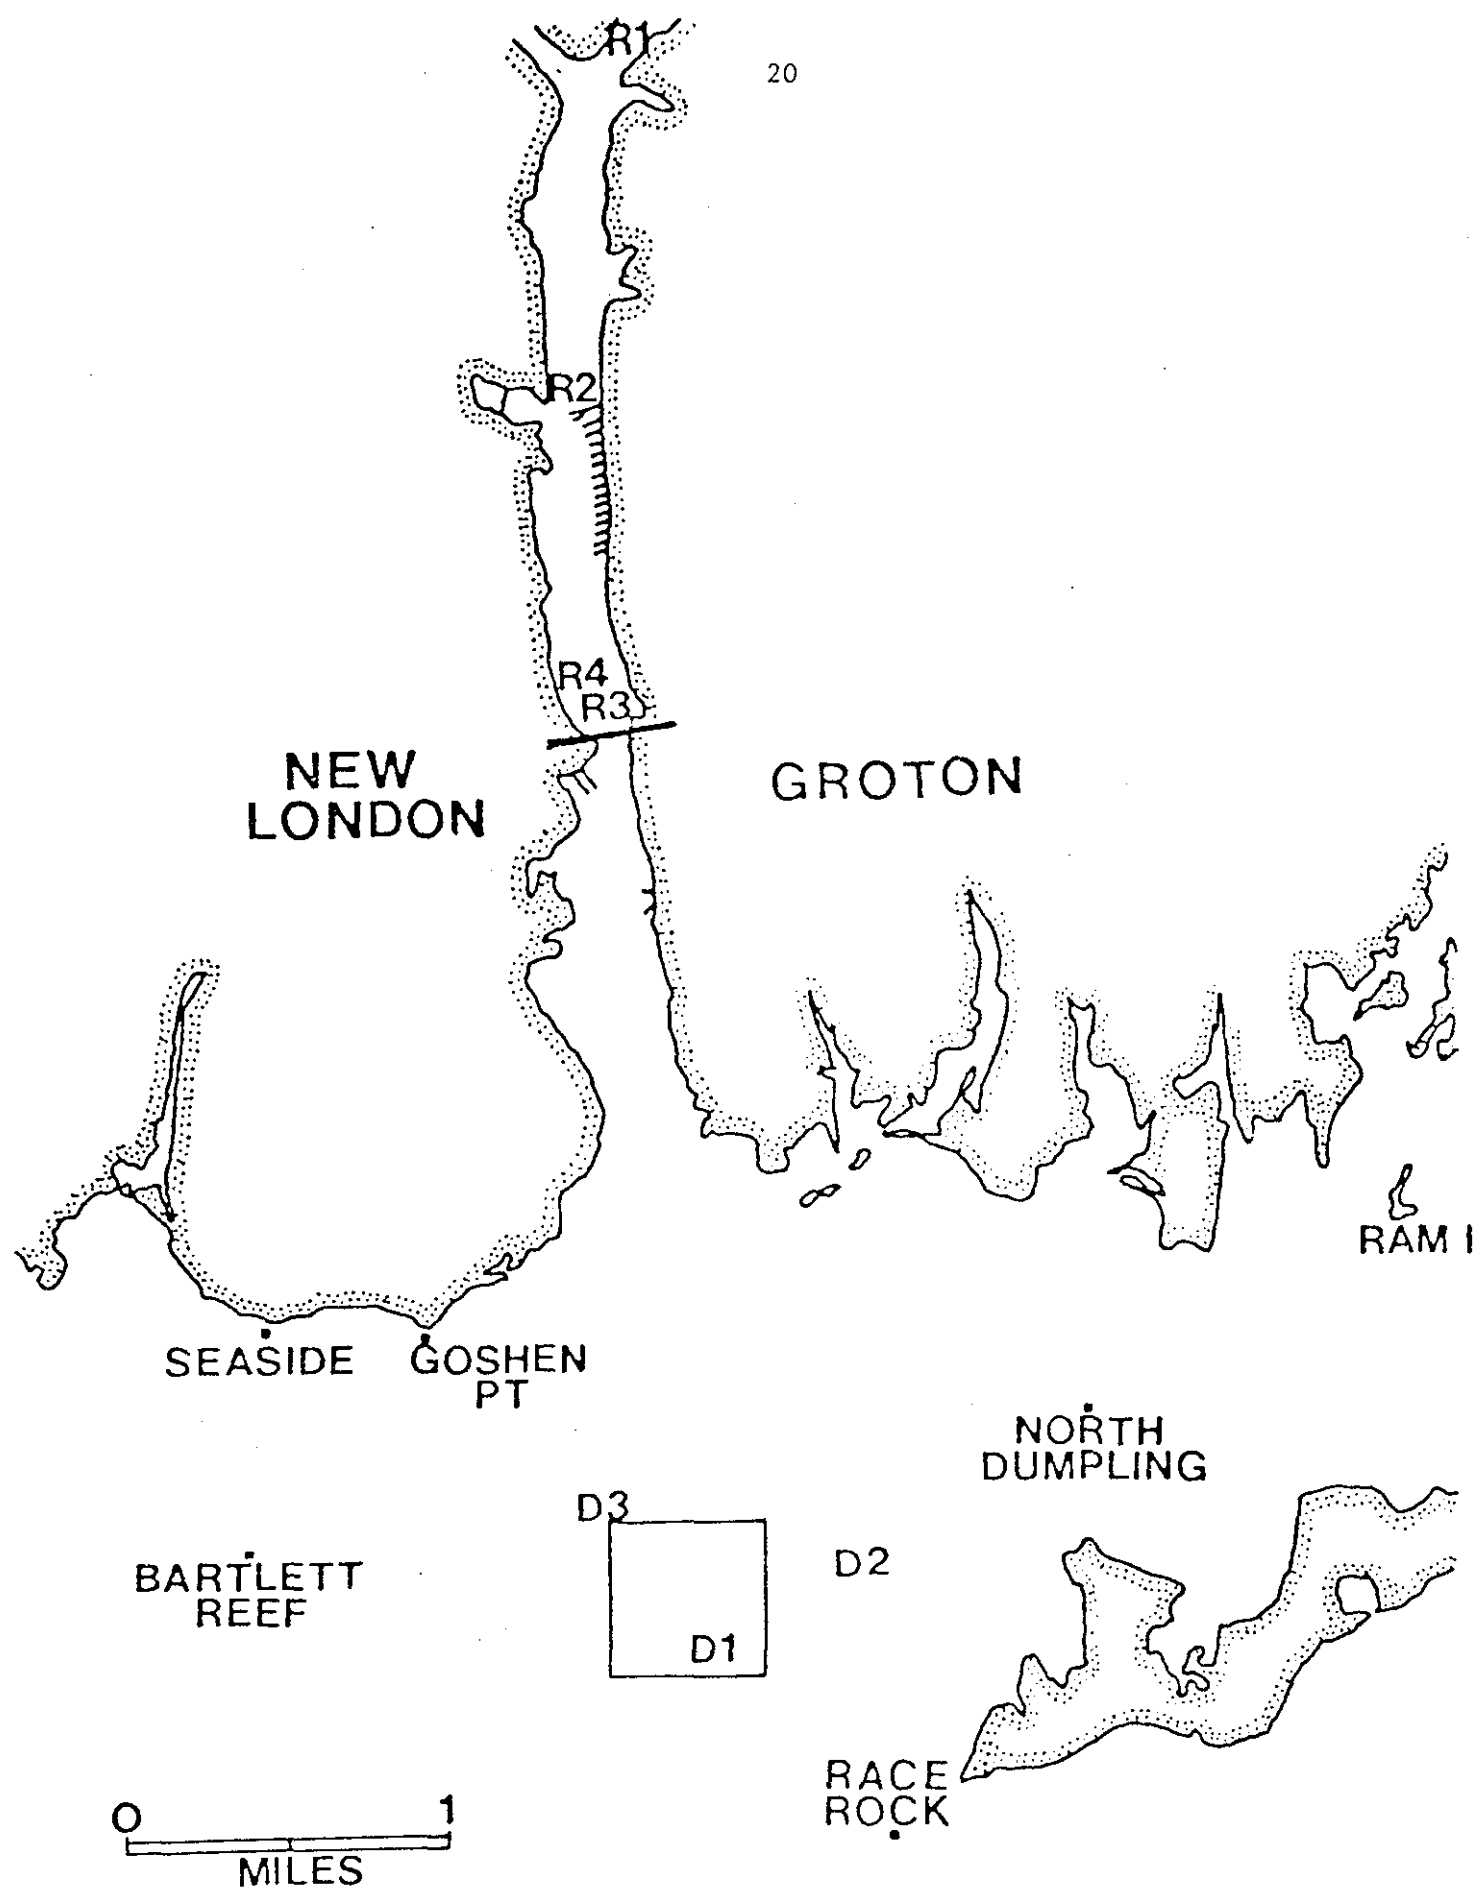 R1
20
R2
R4
R3
NEW
LONDON
GROTON
RAM I
SEASIDE
GOSHEN
PT
NORTH
DUMPLING
D3
D2
BARTLETT
REEF
D1
RACE
ROCK
0 1
MILES